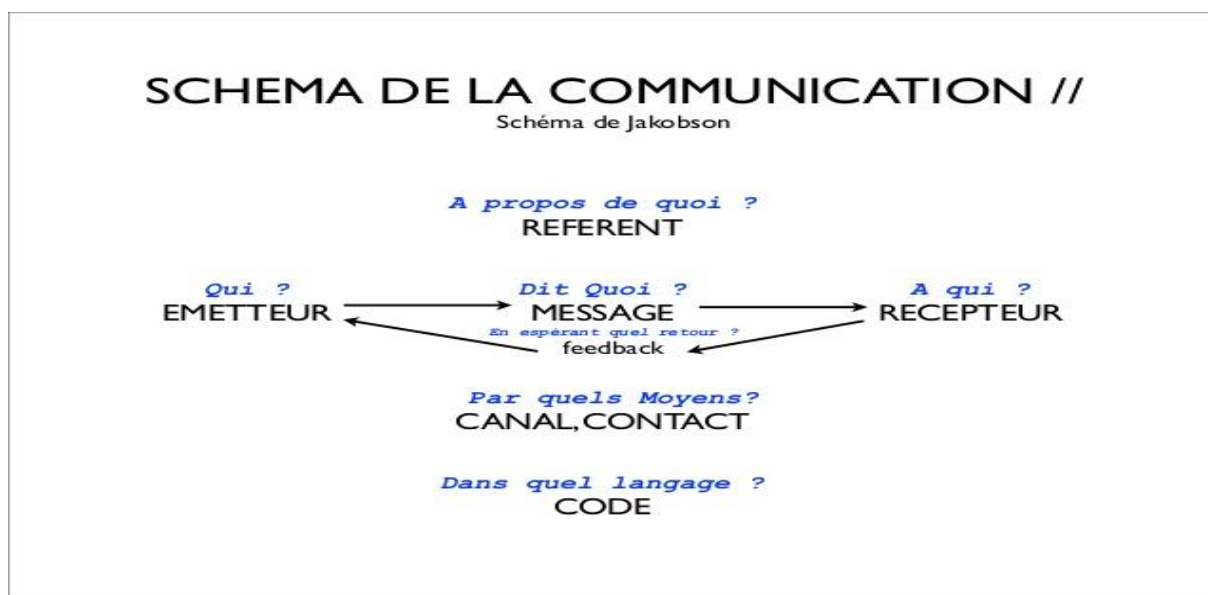 SCHEMA DE LA COMMUNICATION //
Schéma de Jakobson
A propos de quoi ?
REFERENT
Qui ?
EMETTEUR
Dit Quoi ?
MESSAGE
A qui ?
RECEPTEUR
En espérant quel retour ?
feedback
Par quels Moyens?
CANAL,CONTACT
Dans quel langage ?
CODE